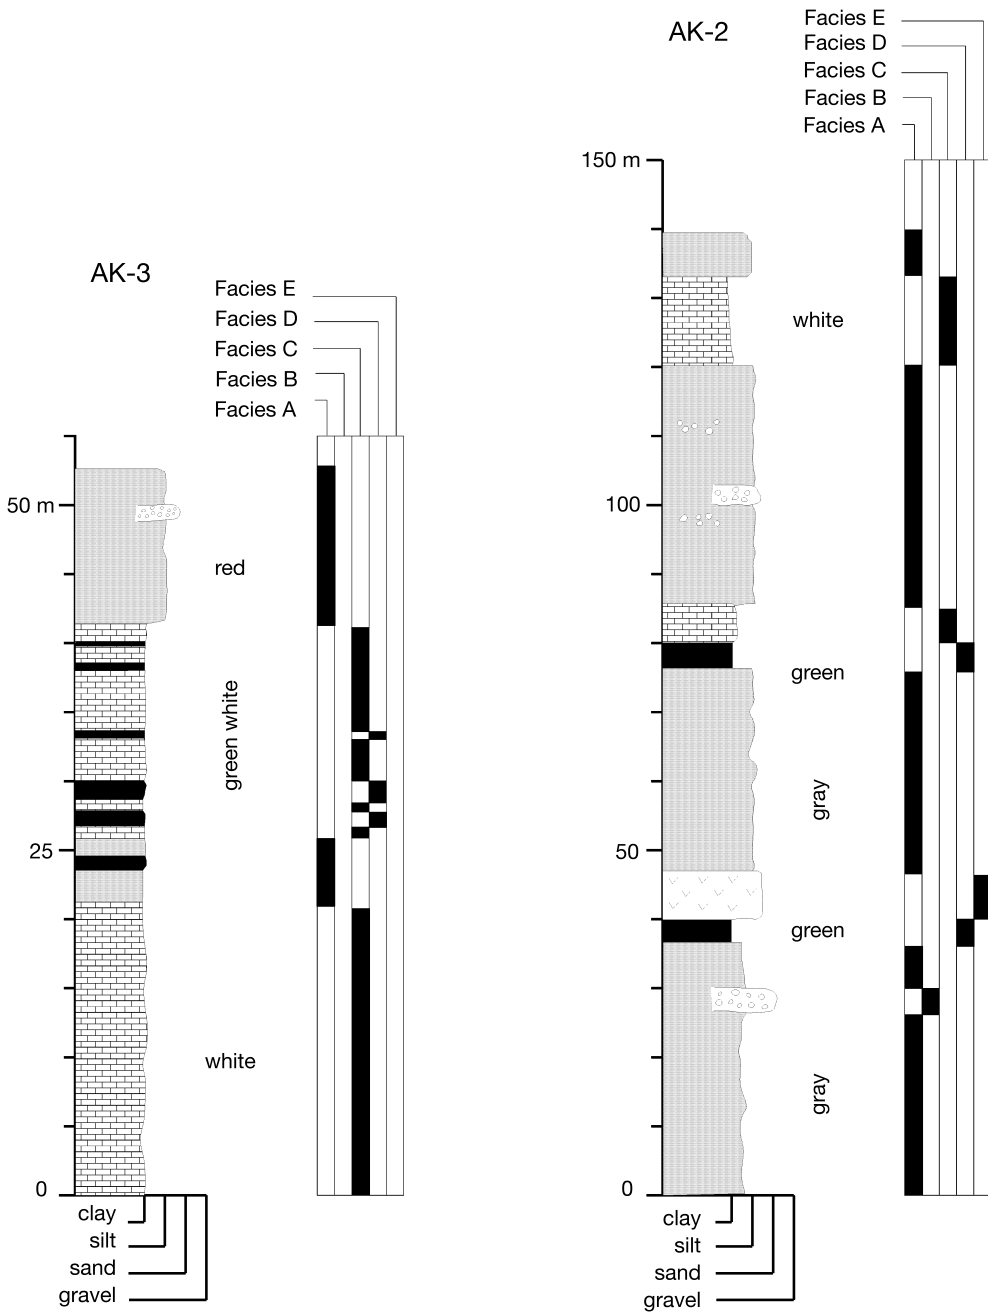 AK-3
Facies E
Facies D
Facies C
Facies B
Facies A
50 m
25
0
red
green white
white
clay
silt
sand
gravel
AK-2
Facies E
Facies D
Facies C
Facies B
Facies A
150 m
100
50
0
white
green
gray
green
gray
clay
silt
sand
gravel